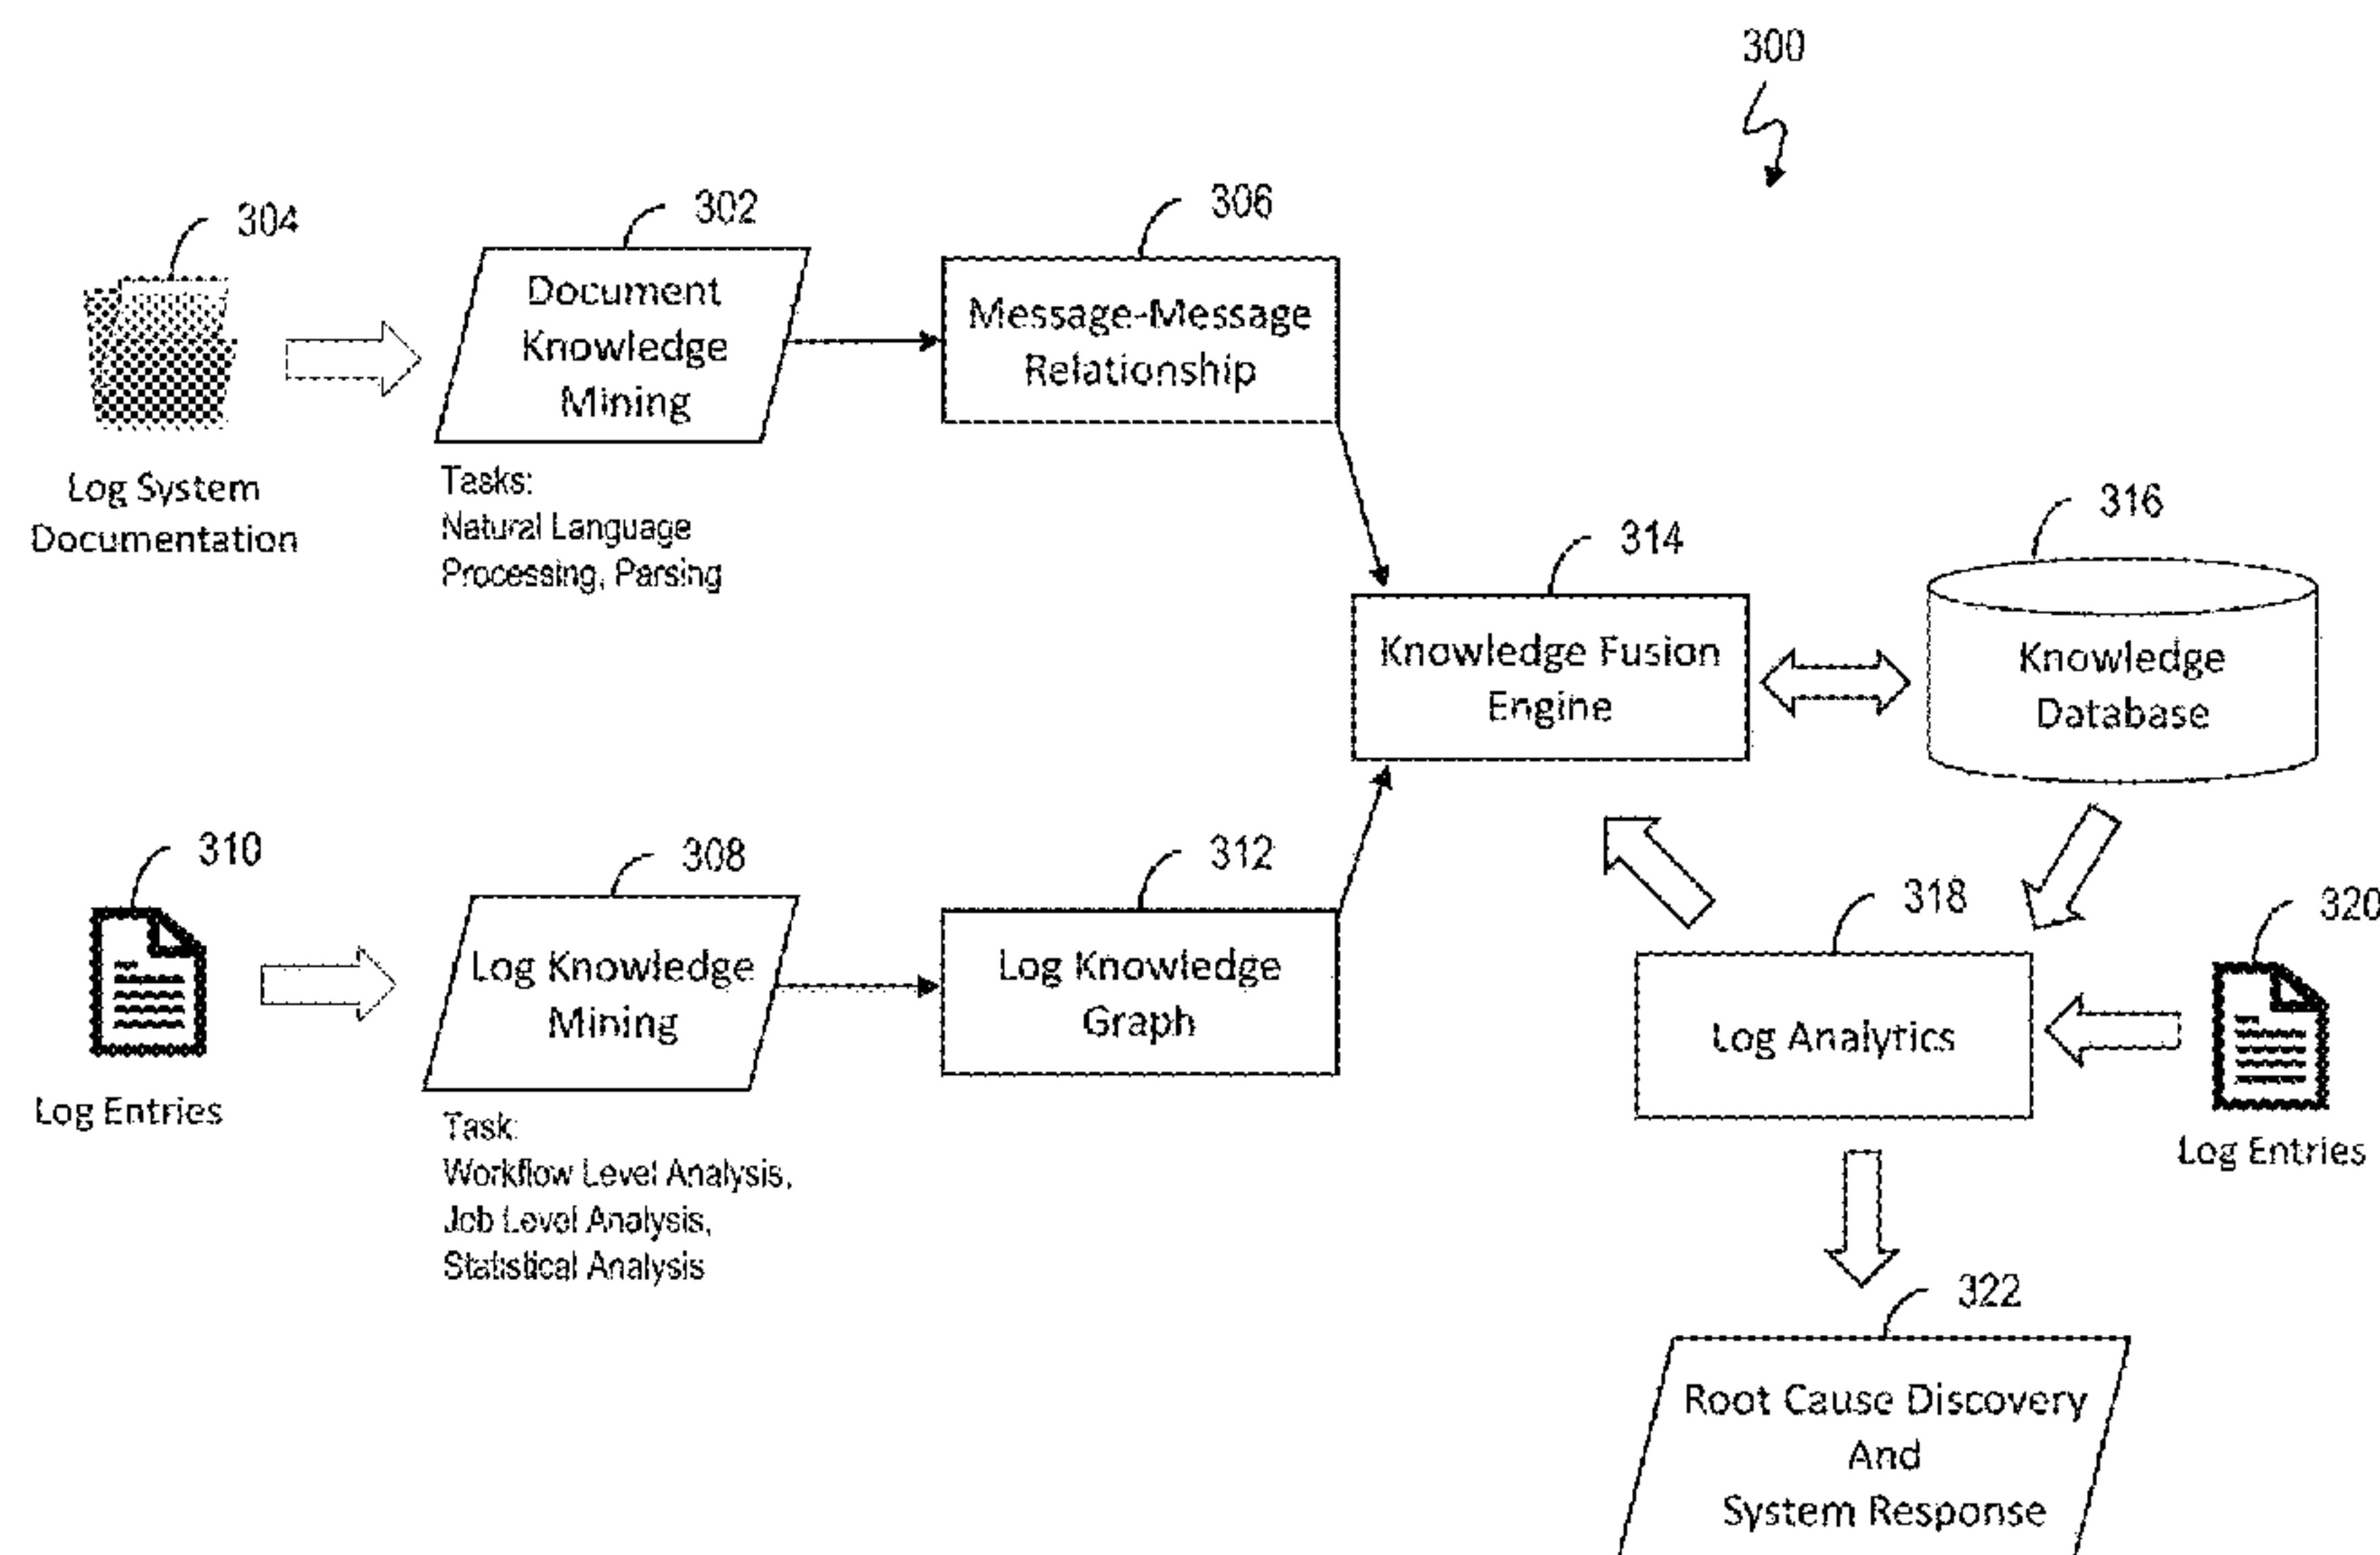 300
304
302
306
Document
Knowledge
Mining
Message-Message
Relationship
Log System
Documentation
Tasks:
Natural Language
Processing, Parsing
314
316
Knowledge Fusion
Engine
Knowledge
Database
310
308
312
318
320
Log Knowledge
Mining
Log Knowledge
Graph
Log Analytics
Log Entries
Log Entries
Task:
Workflow Level Analysis,
Job Level Analysis,
Statistical Analysis
322
Root Cause Discovery
And
System Response